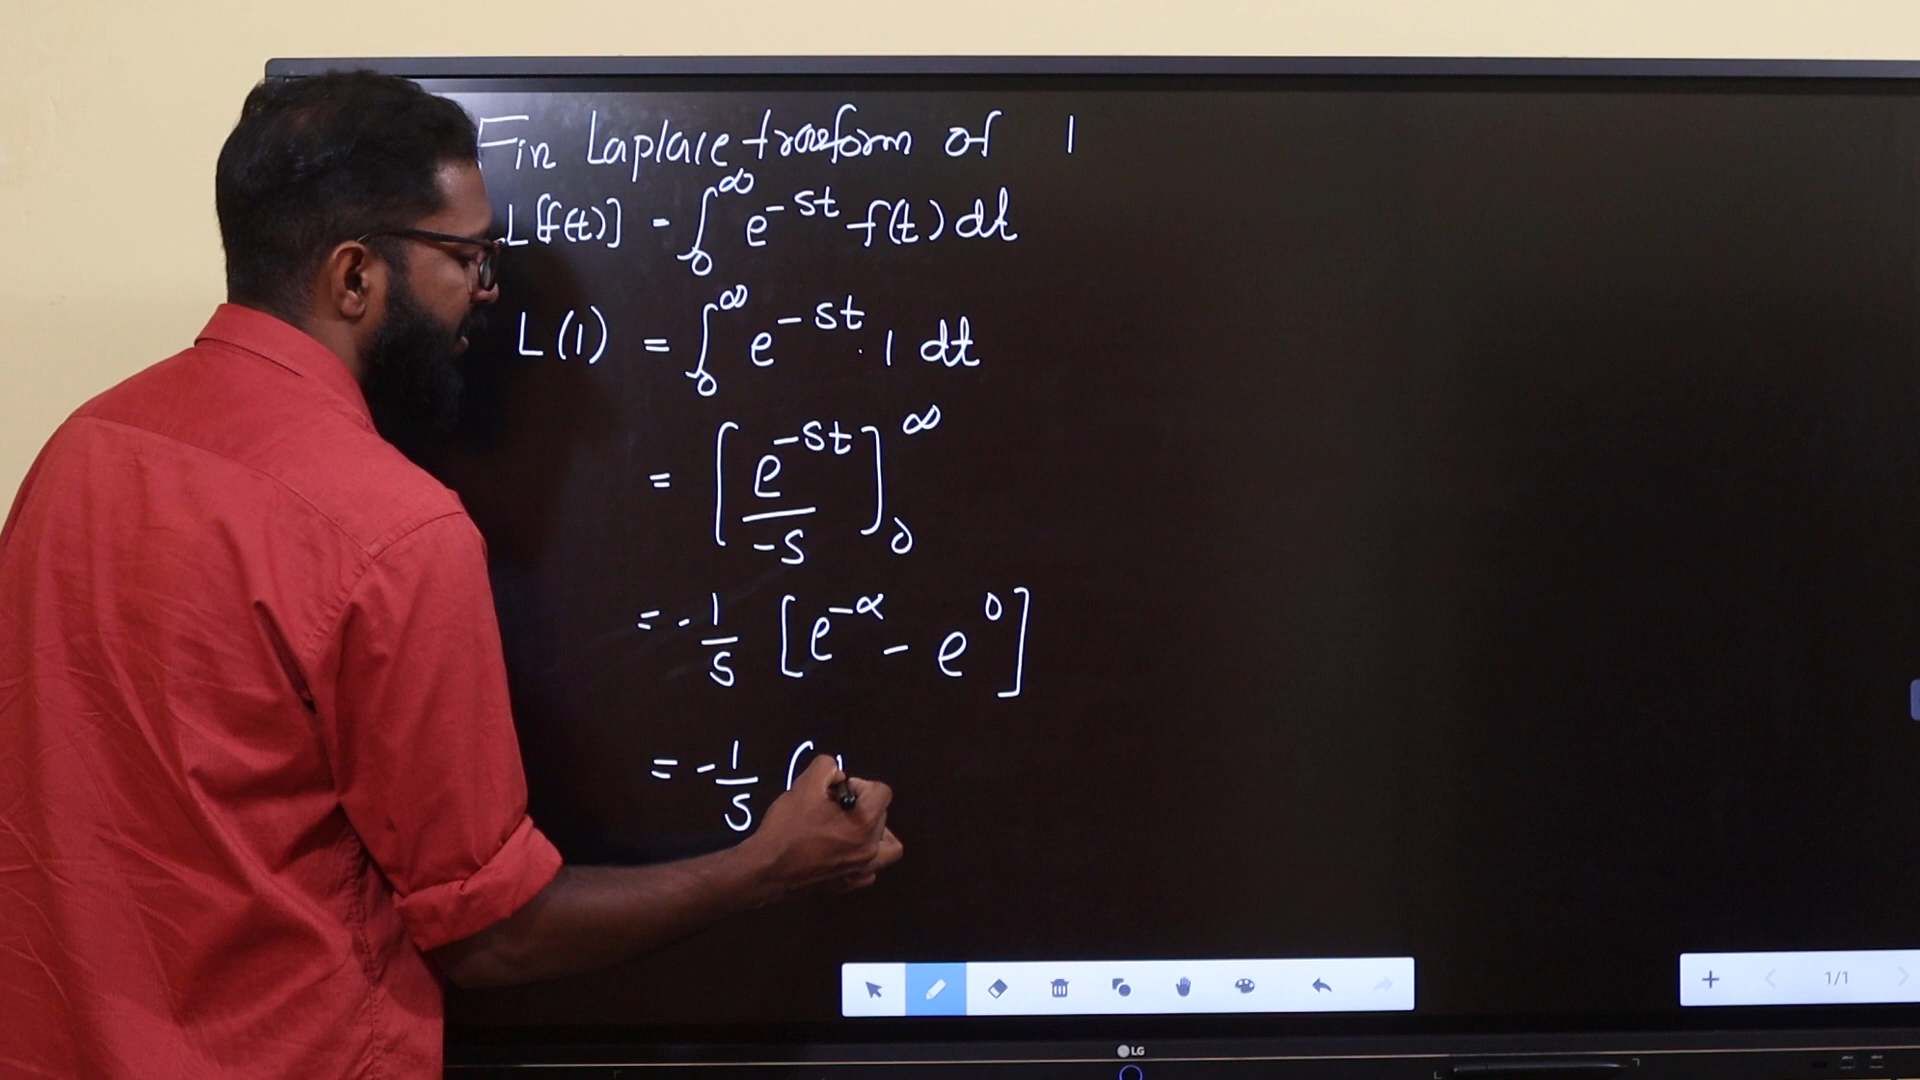 Fin Laplace trasform of 1
L[f(t)] - ∫₀^∞ e^-st f(t) dt
L(1) = ∫₀^∞ e^-st . 1 dt
= [e^-st / -s]₀^∞
= - 1/s [e^-α - e^0]
= - 1/s (
1/1
LG